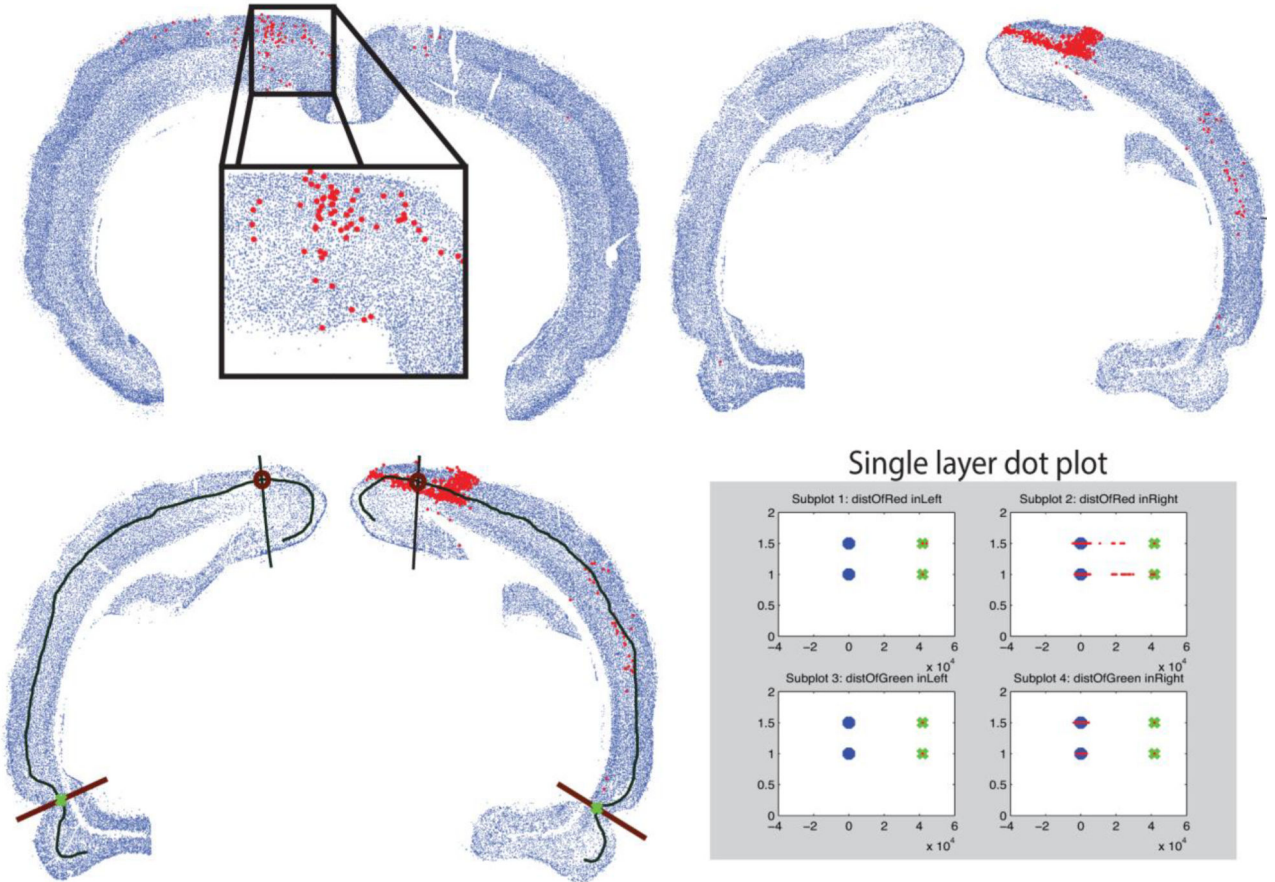 Single layer dot plot
Subplot 1: distOfRed inLeft
Subplot 2: distOfRed inRight
2
1.5
1
0.5
0
−4 −2 0 2 4 6
x 10^4
2
1.5
1
0.5
0
−4 −2 0 2 4 6
x 10^4
Subplot 3: distOfGreen inLeft
Subplot 4: distOfGreen inRight
2
1.5
1
0.5
0
−4 −2 0 2 4 6
x 10^4
2
1.5
1
0.5
0
−4 −2 0 2 4 6
x 10^4